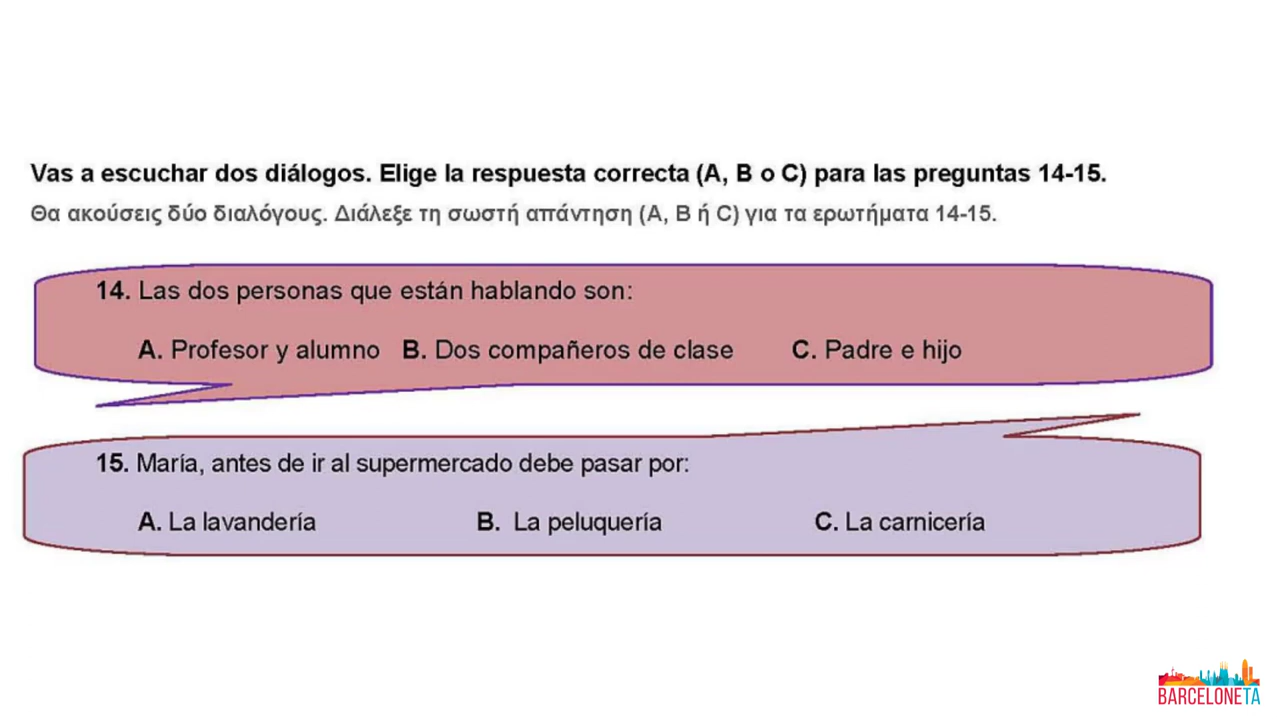 Vas a escuchar dos diálogos. Elige la respuesta correcta (A, B o C) para las preguntas 14-15.
Θα ακούσεις δύο διαλόγους. Διάλεξε τη σωστή απάντηση (A, B ή C) για τα ερωτήματα 14-15.
14. Las dos personas que están hablando son:
A. Profesor y alumno B. Dos compañeros de clase C. Padre e hijo
15. María, antes de ir al supermercado debe pasar por:
A. La lavandería B. La peluquería C. La carnicería
BARCELONETA